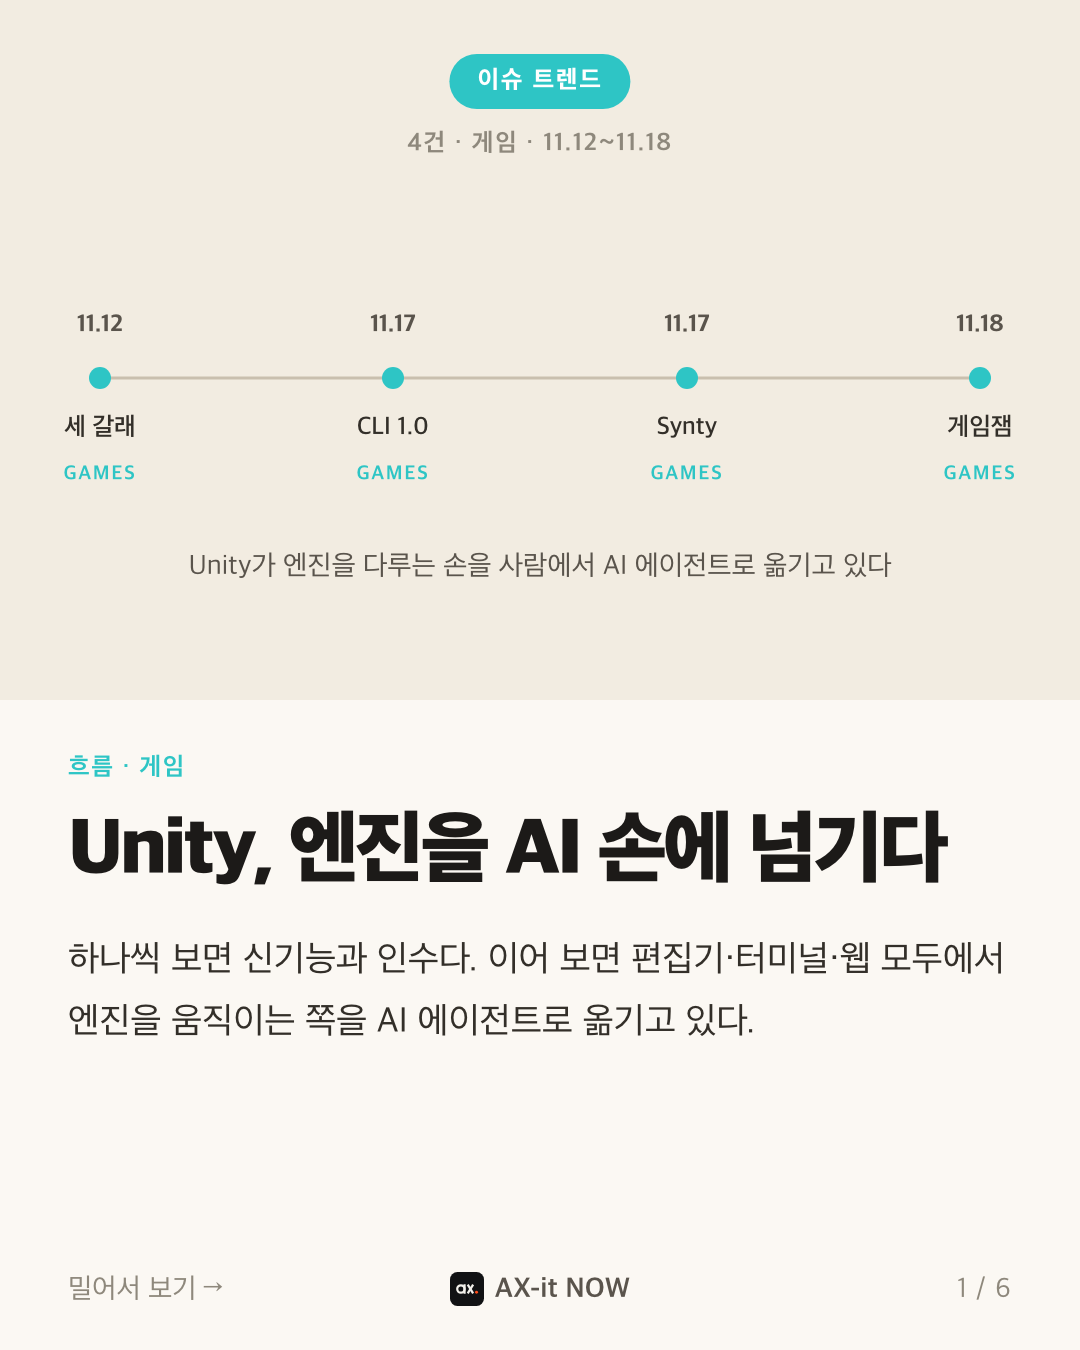 이슈 트렌드
4건 · 게임 · 11.12~11.18
11.12 11.17 11.17 11.18
세 갈래 CLI 1.0 Synty 게임잼
GAMES GAMES GAMES GAMES
Unity가 엔진을 다루는 손을 사람에서 AI 에이전트로 옮기고 있다
흐름 · 게임
Unity, 엔진을 AI 손에 넘기다
하나씩 보면 신기능과 인수다. 이어 보면 편집기·터미널·웹 모두에서
엔진을 움직이는 쪽을 AI 에이전트로 옮기고 있다.
밀어서 보기 → ax. AX-it NOW 1 / 6